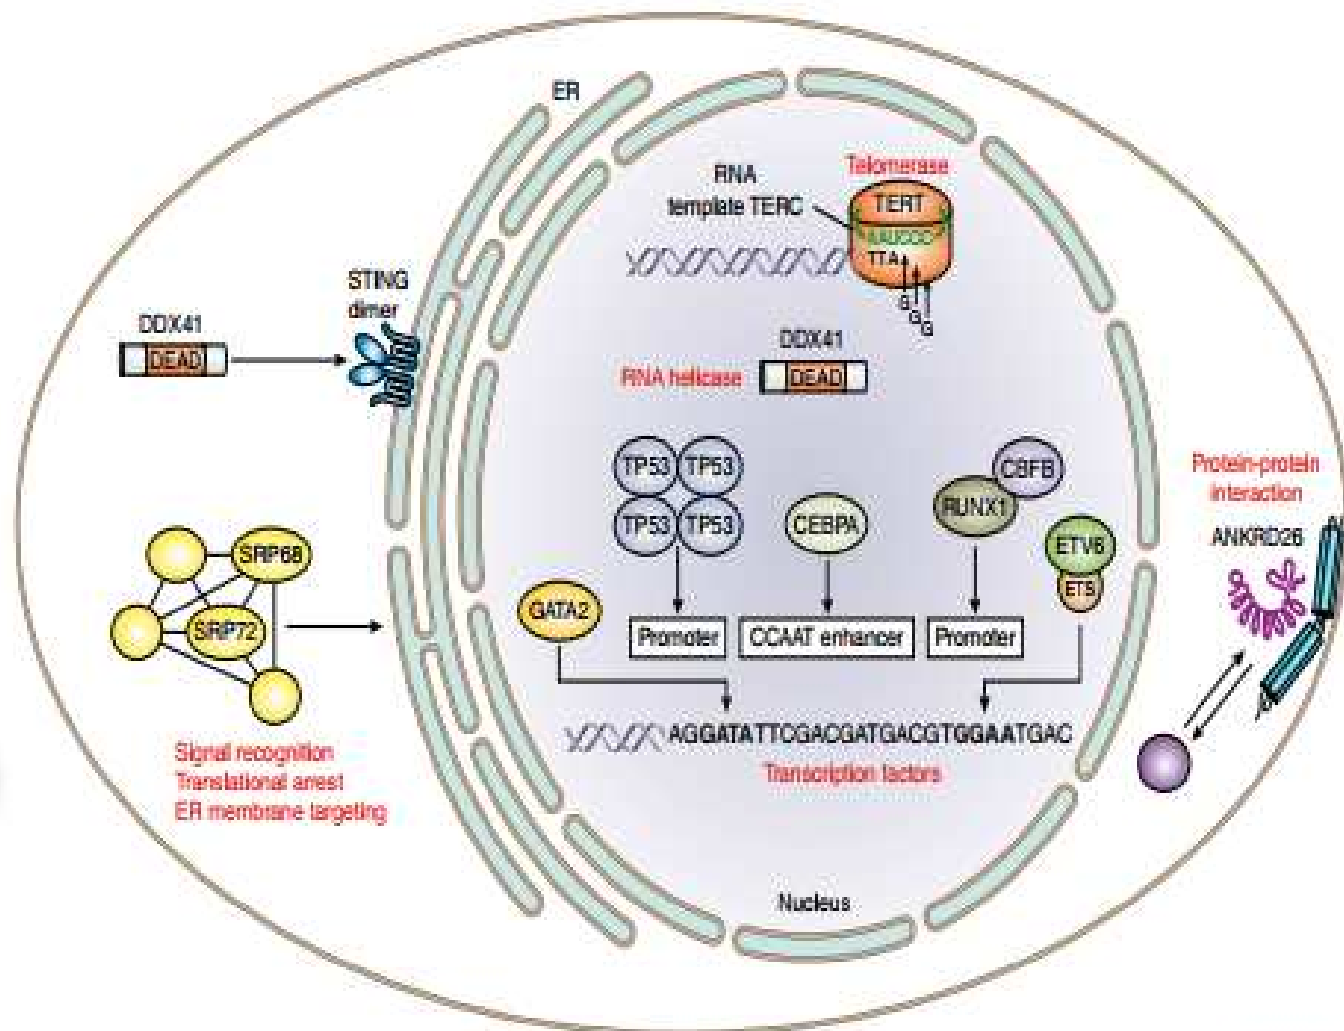 ER
Telomerase
RNA
template TERC
TERT
AAUCCC
TTA
G
G
G
STING
dimer
DDX41
DEAD
DDX41
RNA helicase
DEAD
TP53
TP53
TP53
TP53
CEBPA
CBFB
RUNX1
ETV6
ETS
Protein-protein
interaction
ANKRD26
SRP68
SRP72
GATA2
Promoter
CCAAT enhancer
Promoter
AGGATATTCGACGATGACGTGGAATGAC
Transcription factors
Signal recognition
Translational arrest
ER membrane targeting
Nucleus